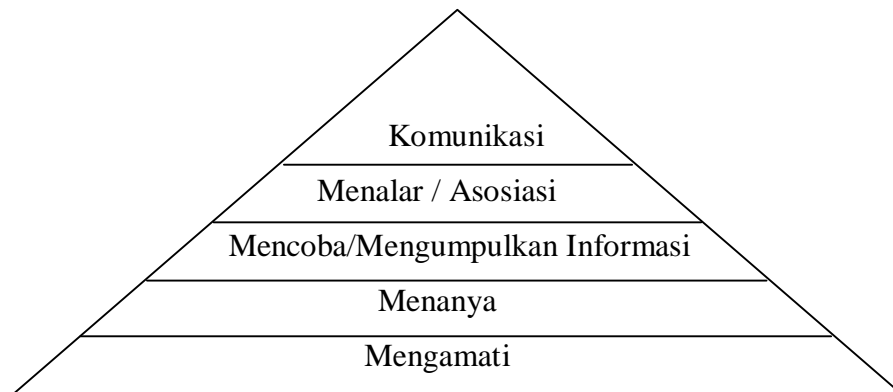 Komunikasi
Menalar / Asosiasi
Mencoba/Mengumpulkan Informasi
Menanya
Mengamati